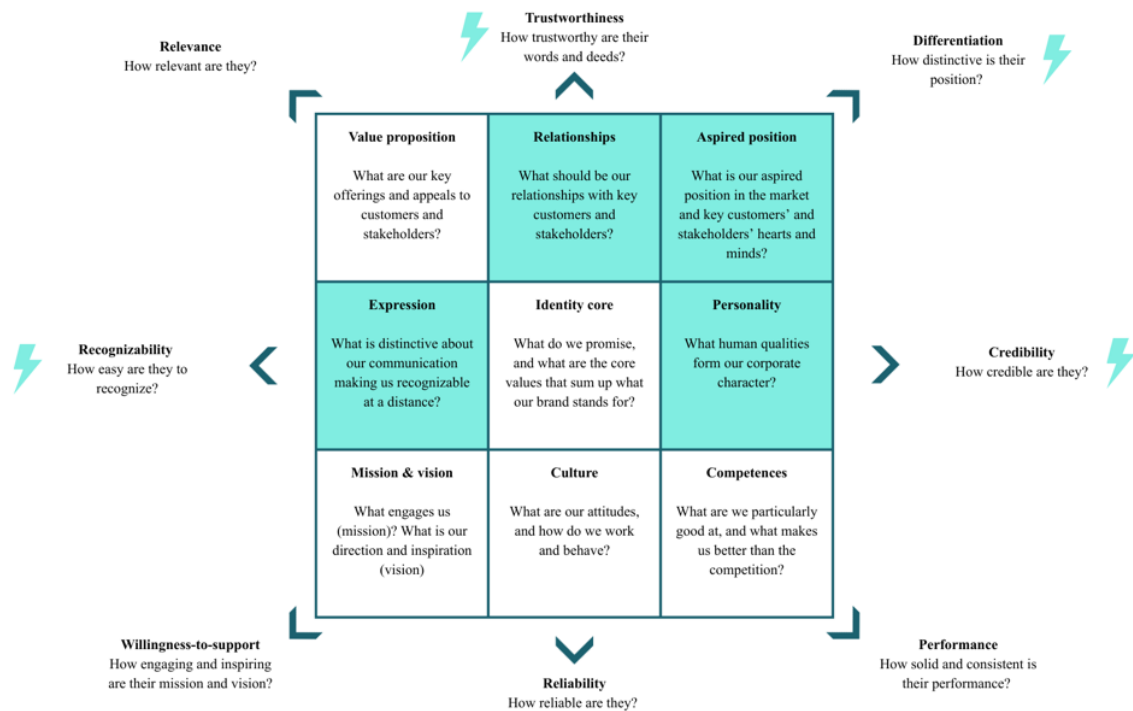 Trustworthiness
How trustworthy are their
words and deeds?
Relevance
How relevant are they?
Differentiation
How distinctive is their
position?
Value proposition
What are our key
offerings and appeals to
customers and
stakeholders?
Relationships
What should be our
relationships with key
customers and
stakeholders?
Aspired position
What is our aspired
position in the market
and key customers’ and
stakeholders’ hearts and
minds?
Recognizability
How easy are they to
recognize?
Expression
What is distinctive about
our communication
making us recognizable
at a distance?
Identity core
What do we promise,
and what are the core
values that sum up what
our brand stands for?
Personality
What human qualities
form our corporate
character?
Credibility
How credible are they?
Mission & vision
What engages us
(mission)? What is our
direction and inspiration
(vision)
Culture
What are our attitudes,
and how do we work
and behave?
Competences
What are we particularly
good at, and what makes
us better than the
competition?
Willingness-to-support
How engaging and inspiring
are their mission and vision?
Reliability
How reliable are they?
Performance
How solid and consistent is
their performance?